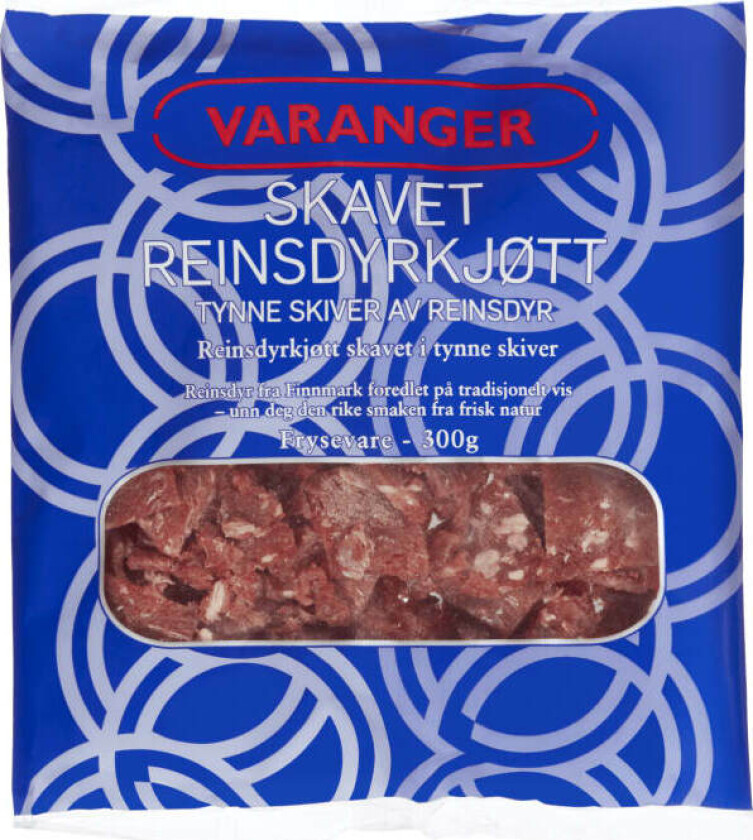 VARANGER
SKAVET
REINSDYRKJØTT
TYNNE SKIVER AV REINSDYR
Reinsdyrkjøtt skavet i tynne skiver
Reinsdyr fra Finnmark foredlet på tradisjonelt vis
– unn deg den rike smaken fra frisk natur
Frysevare - 300g